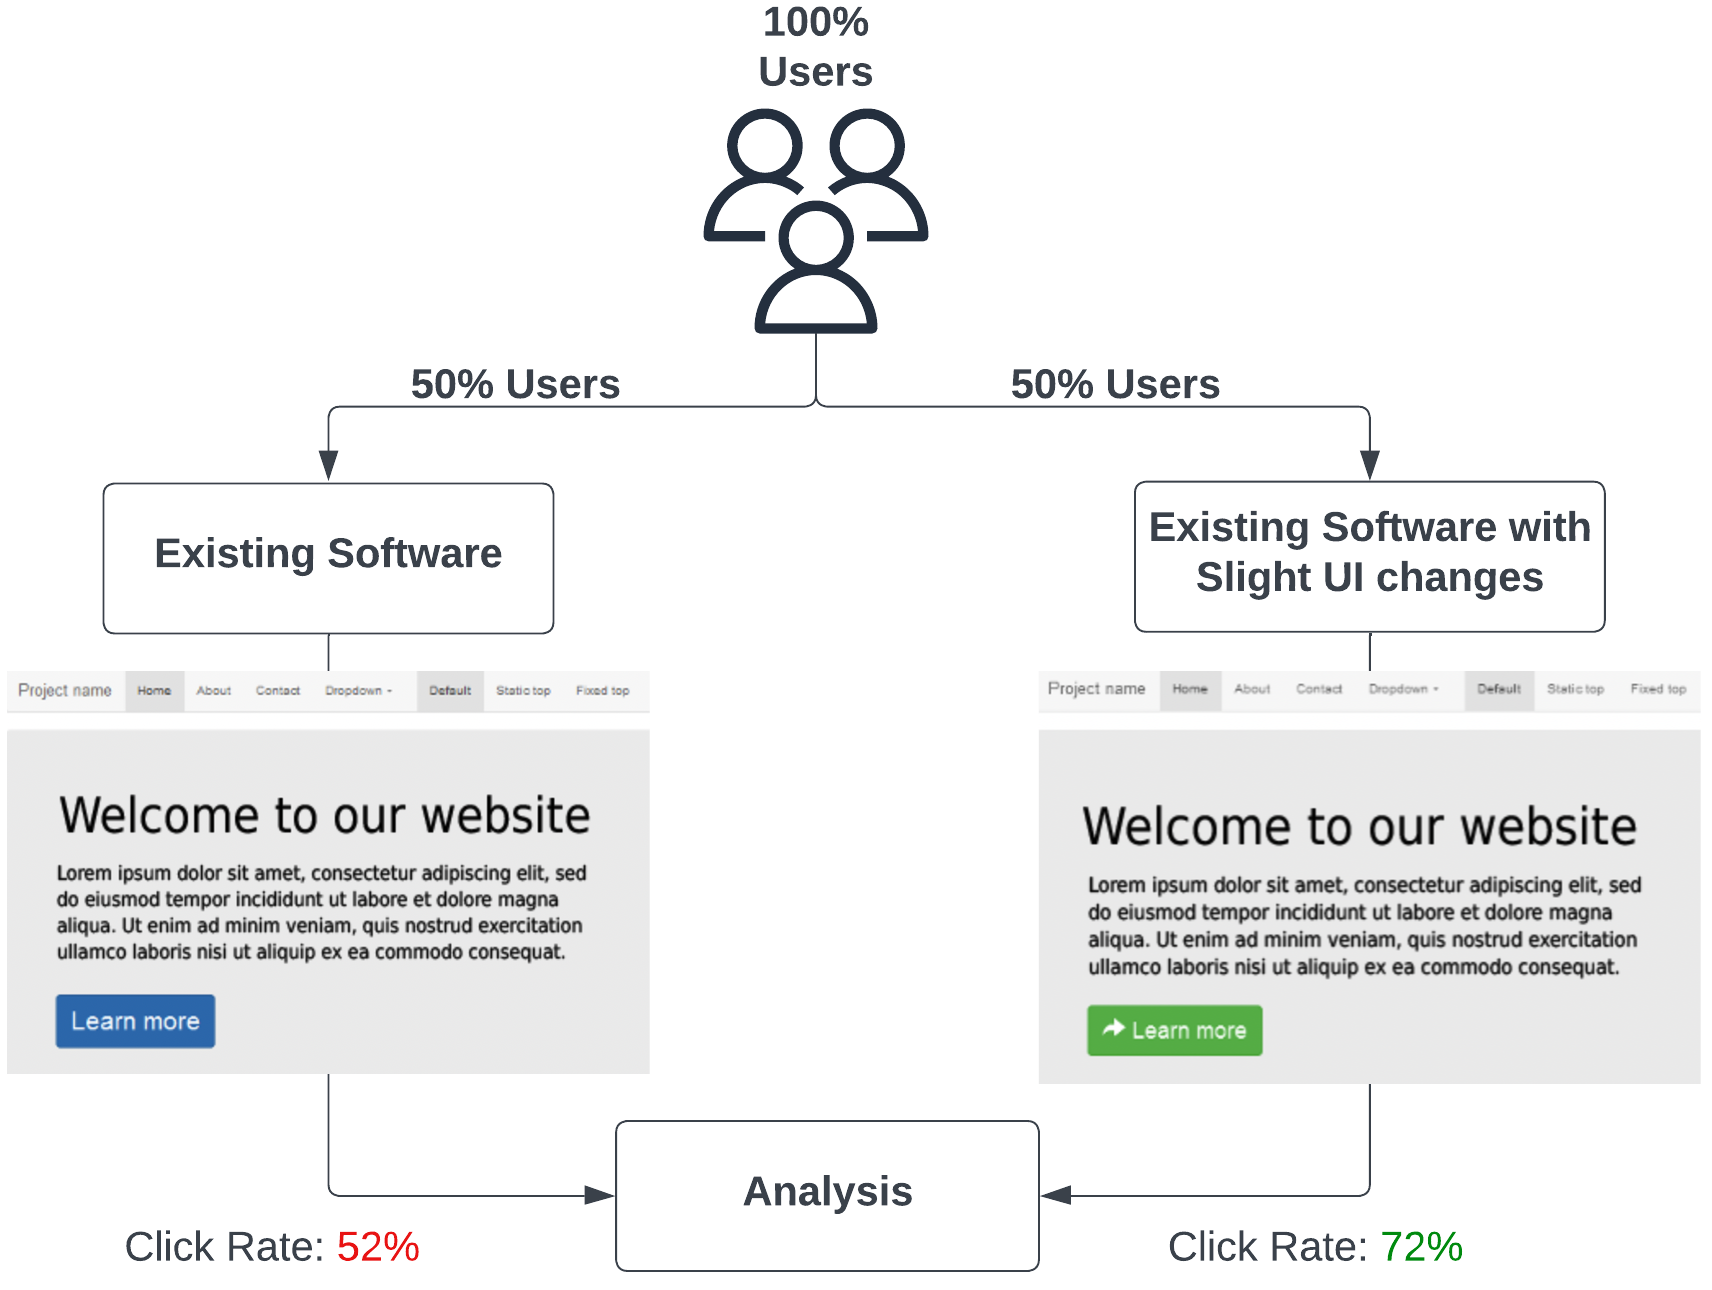 100%
Users
50% Users
50% Users
Existing Software
Existing Software with
Slight UI changes
Project name Home About Contact Dropdown Default Static top Fixed top
Welcome to our website
Lorem ipsum dolor sit amet, consectetur adipiscing elit, sed
do eiusmod tempor incididunt ut labore et dolore magna
aliqua. Ut enim ad minim veniam, quis nostrud exercitation
ullamco laboris nisi ut aliquip ex ea commodo consequat.
Learn more
Project name Home About Contact Dropdown Default Static top Fixed top
Welcome to our website
Lorem ipsum dolor sit amet, consectetur adipiscing elit, sed
do eiusmod tempor incididunt ut labore et dolore magna
aliqua. Ut enim ad minim veniam, quis nostrud exercitation
ullamco laboris nisi ut aliquip ex ea commodo consequat.
Learn more
Analysis
Click Rate: 52%
Click Rate: 72%